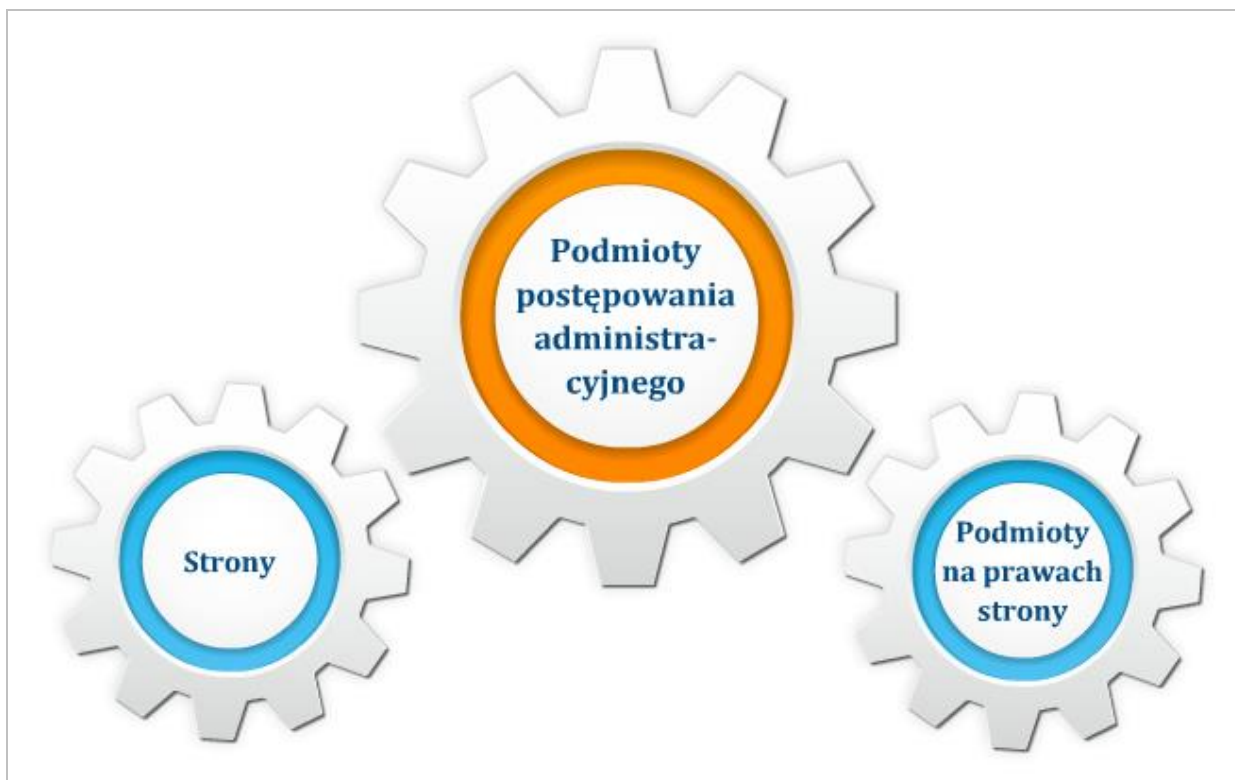 Podmioty
postępowania
administra-
cyjnego
Strony
Podmioty
na prawach
strony